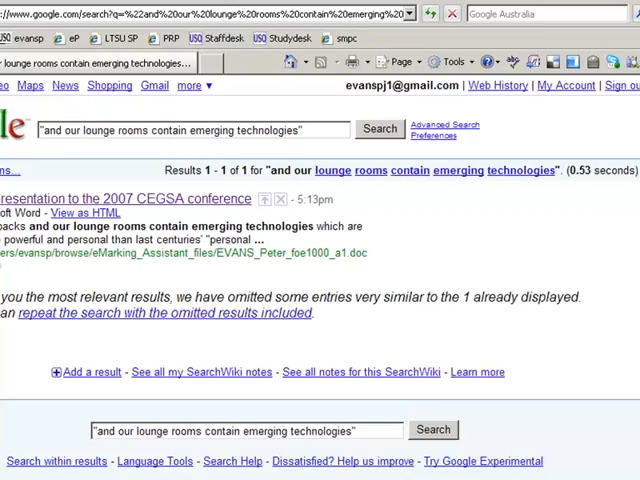 //www.google.com/search?q=%22and%20our%20lounge%20rooms%20contain%20emerging%20 Google Australia
USQ evansp eP LTSU SP PRP USQ Staffdesk USQ Studydesk smpc
r lounge rooms contain emerging technologies"... Page Tools
eo Maps News Shopping Gmail more ▼ evanspj1@gmail.com | Web History | My Account | Sign ou
le "and our lounge rooms contain emerging technologies" Search Advanced Search
Preferences
ns... Results 1 - 1 of 1 for "and our lounge rooms contain emerging technologies". (0.53 seconds)
resentation to the 2007 CEGSA conference - 5:13pm
oft Word - View as HTML
packs and our lounge rooms contain emerging technologies which are
powerful and personal than last centuries' "personal ...
ers/evansp/browse/eMarking_Assistant_files/EVANS_Peter_foe1000_a1.doc
you the most relevant results, we have omitted some entries very similar to the 1 already displayed.
an repeat the search with the omitted results included.
Add a result - See all my SearchWiki notes - See all notes for this SearchWiki - Learn more
"and our lounge rooms contain emerging technologies" Search
Search within results - Language Tools - Search Help - Dissatisfied? Help us improve - Try Google Experimental